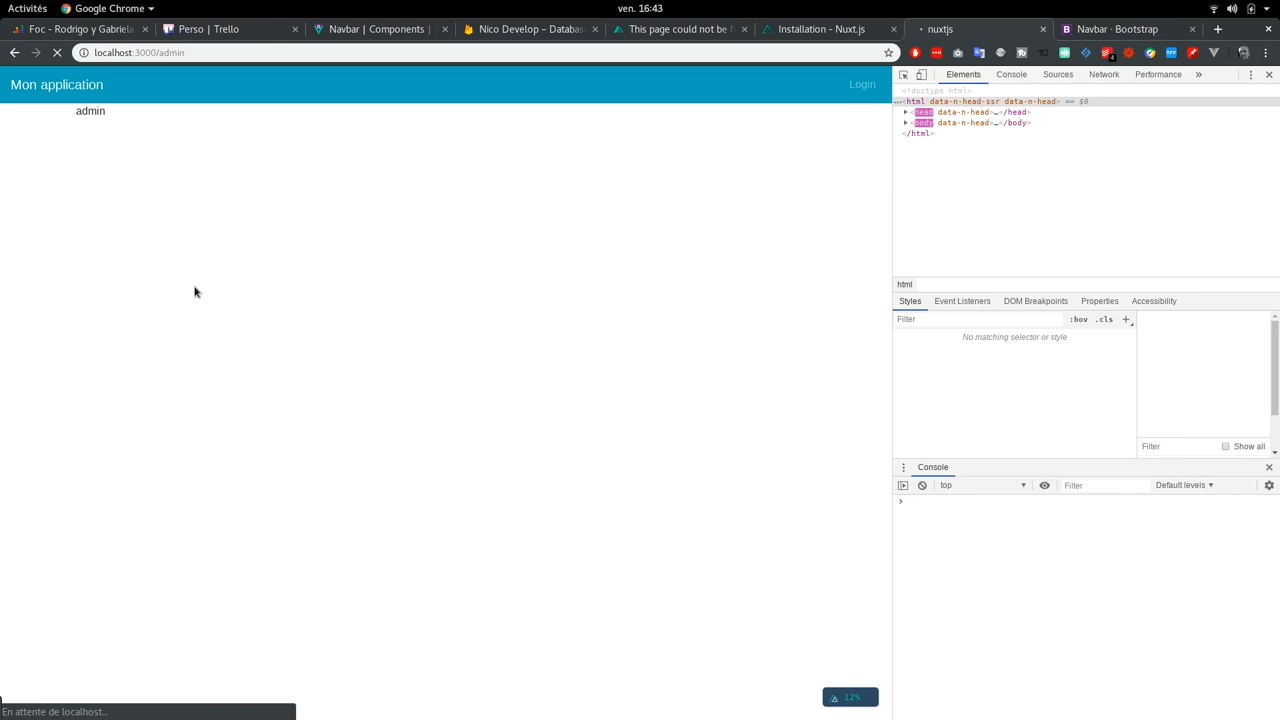 Activités Google Chrome ven. 16:43
Foc - Rodrigo y Gabriela Perso | Trello Navbar | Components Nico Develop – Databas This page could not be f Installation - Nuxt.js nuxtjs Navbar · Bootstrap
localhost:3000/admin 4
Mon application Login
Elements Console Sources Network Performance »
<!doctype html>
…<html data-n-head-ssr data-n-head> == $0
<head data-n-head>…</head>
admin
<body data-n-head>…</body>
</html>
html
Styles Event Listeners DOM Breakpoints Properties Accessibility
Filter :hov .cls +
No matching selector or style
Filter Show all
Console
top Filter Default levels
>
12%
En attente de localhost...